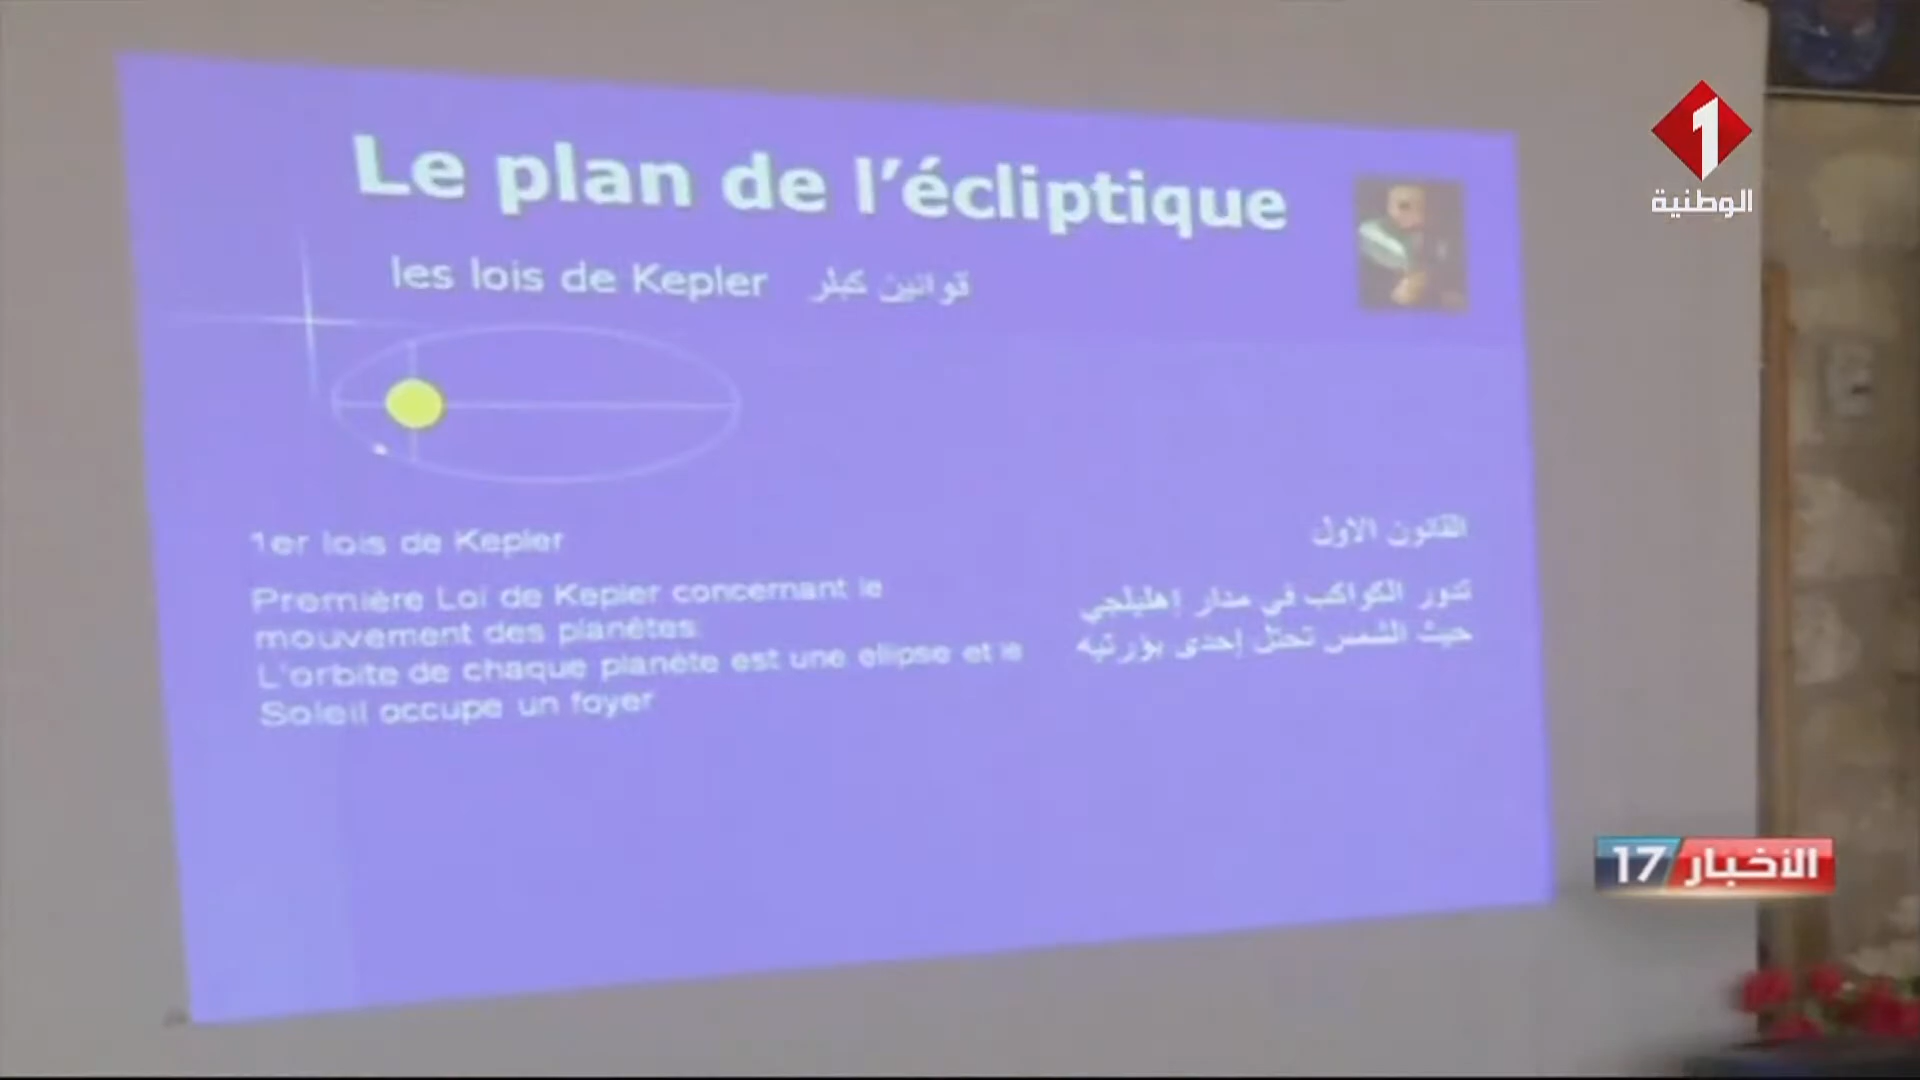 Le plan de l'écliptique
les lois de Kepler قوانين كبلر
1er lois de Kepler
Première Loi de Kepler concernant le
mouvement des planètes:
L'orbite de chaque planète est une ellipse et le
Soleil occupe un foyer
القانون الاول
تدور الكواكب في مدار إهليلجي
حيث الشمس تحتل إحدى بؤرتيه
1
الوطنية
الأخبار 17